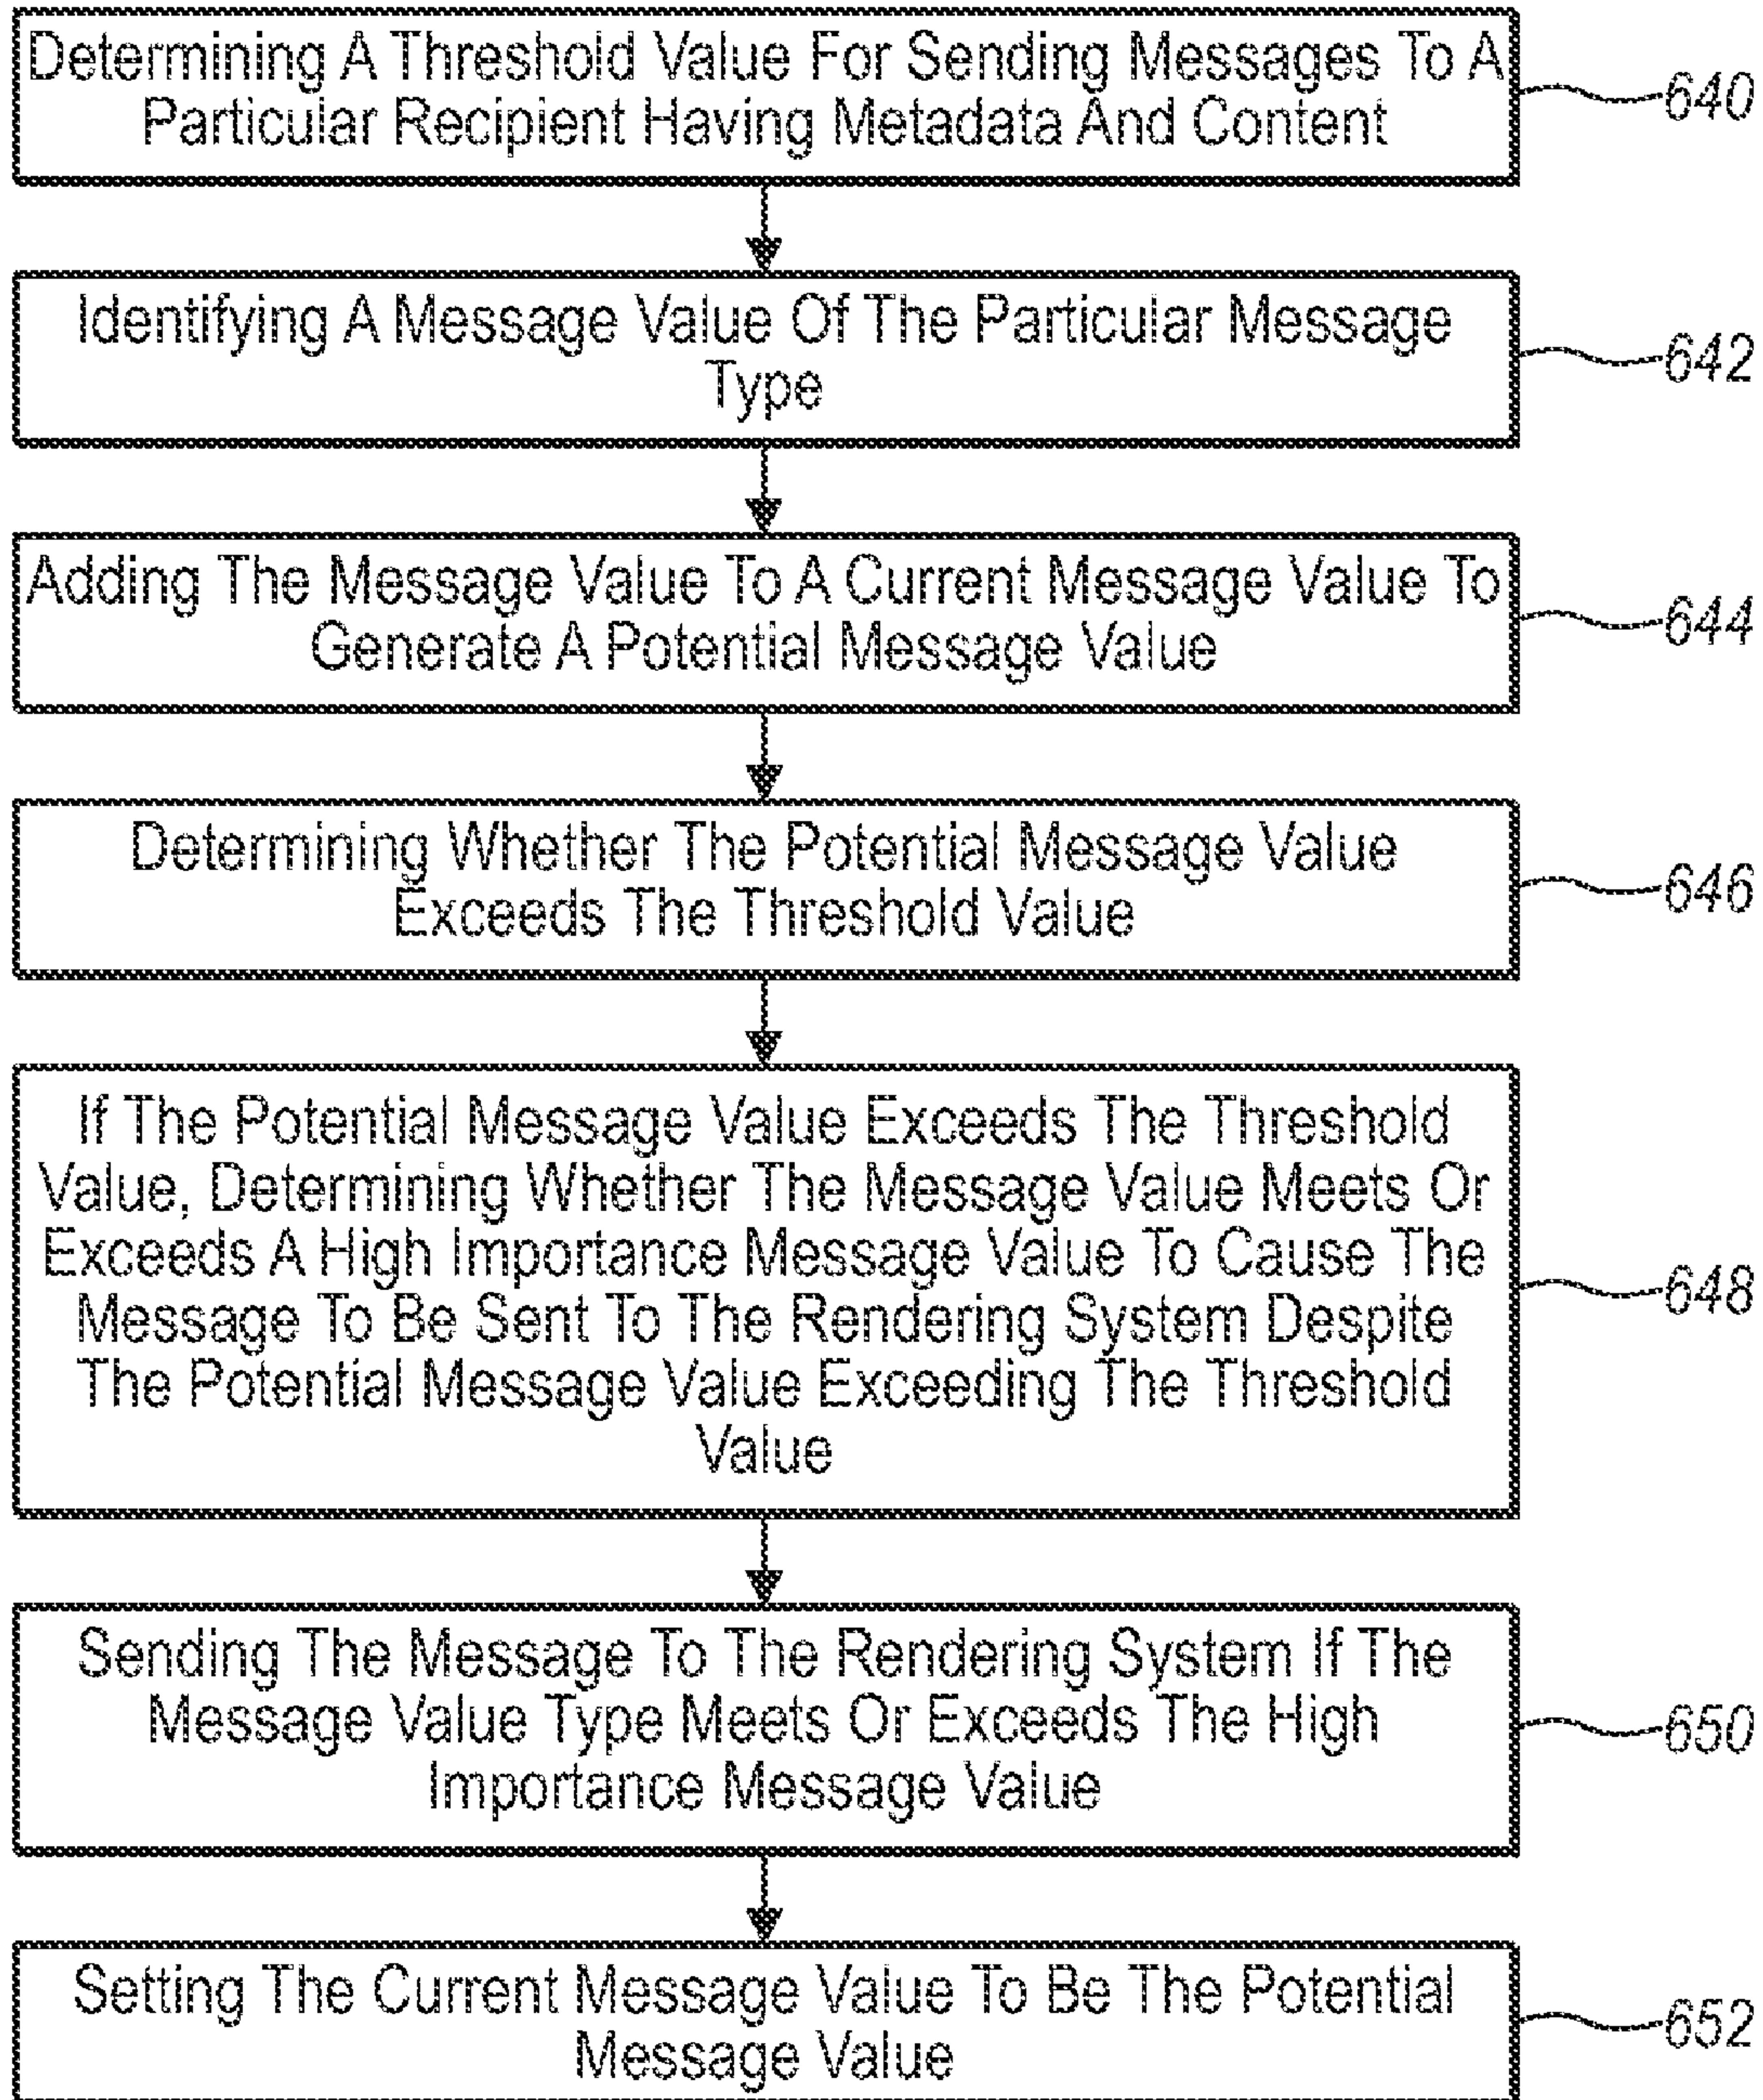 Determining A Threshold Value For Sending Messages To A
Particular Recipient Having Metadata And Content
640
Identifying A Message Value Of The Particular Message
Type
642
Adding The Message Value To A Current Message Value To
Generate A Potential Message Value
644
Determining Whether The Potential Message Value
Exceeds The Threshold Value
646
If The Potential Message Value Exceeds The Threshold
Value, Determining Whether The Message Value Meets Or
Exceeds A High Importance Message Value To Cause The
Message To Be Sent To The Rendering System Despite
The Potential Message Value Exceeding The Threshold
Value
648
Sending The Message To The Rendering System If The
Message Value Type Meets Or Exceeds The High
Importance Message Value
650
Setting The Current Message Value To Be The Potential
Message Value
652